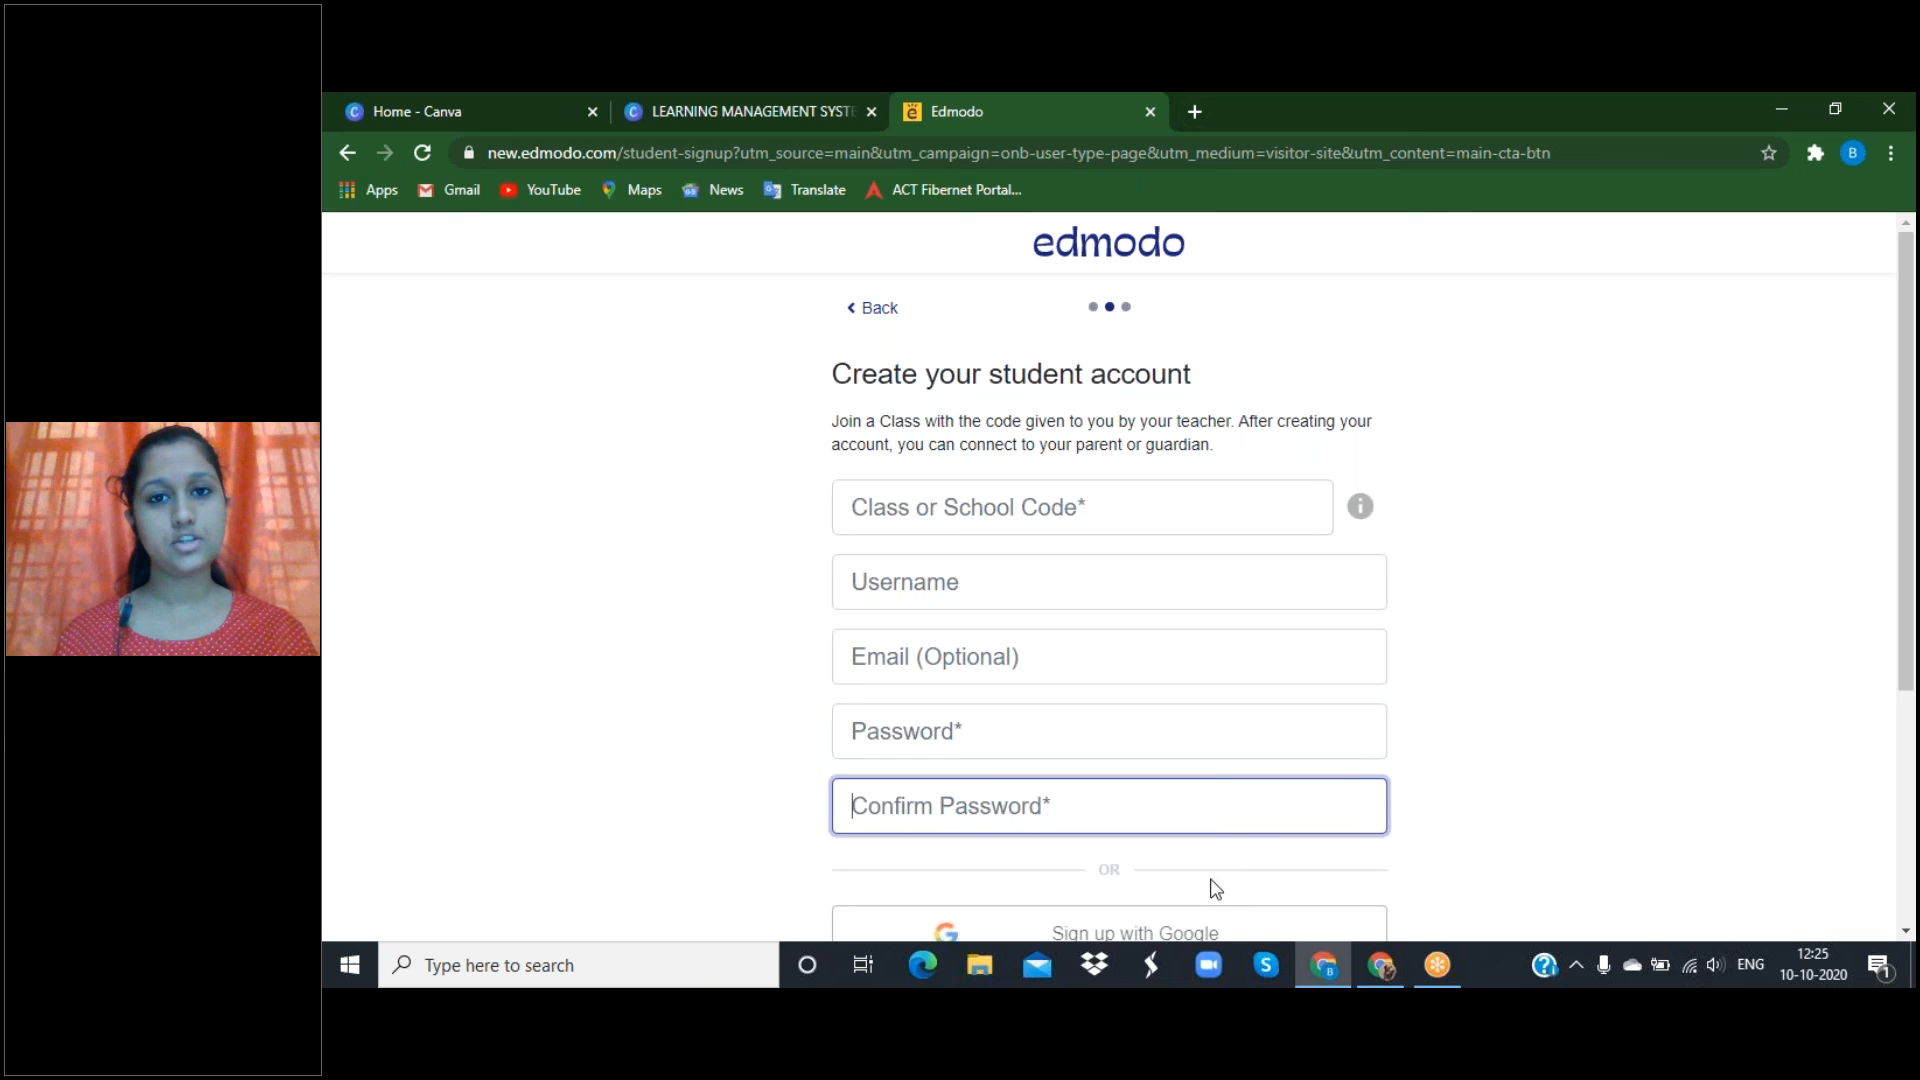 Home - Canva
LEARNING MANAGEMENT SYSTE
Edmodo
new.edmodo.com/student-signup?utm_source=main&utm_campaign=onb-user-type-page&utm_medium=visitor-site&utm_content=main-cta-btn
B
Apps
Gmail
YouTube
Maps
News
Translate
ACT Fibernet Portal...
edmodo
Back
Create your student account
Join a Class with the code given to you by your teacher. After creating your
account, you can connect to your parent or guardian.
Class or School Code*
Username
Email (Optional)
Password*
Confirm Password*
OR
Sign up with Google
Type here to search
ENG
12:25
10-10-2020
1